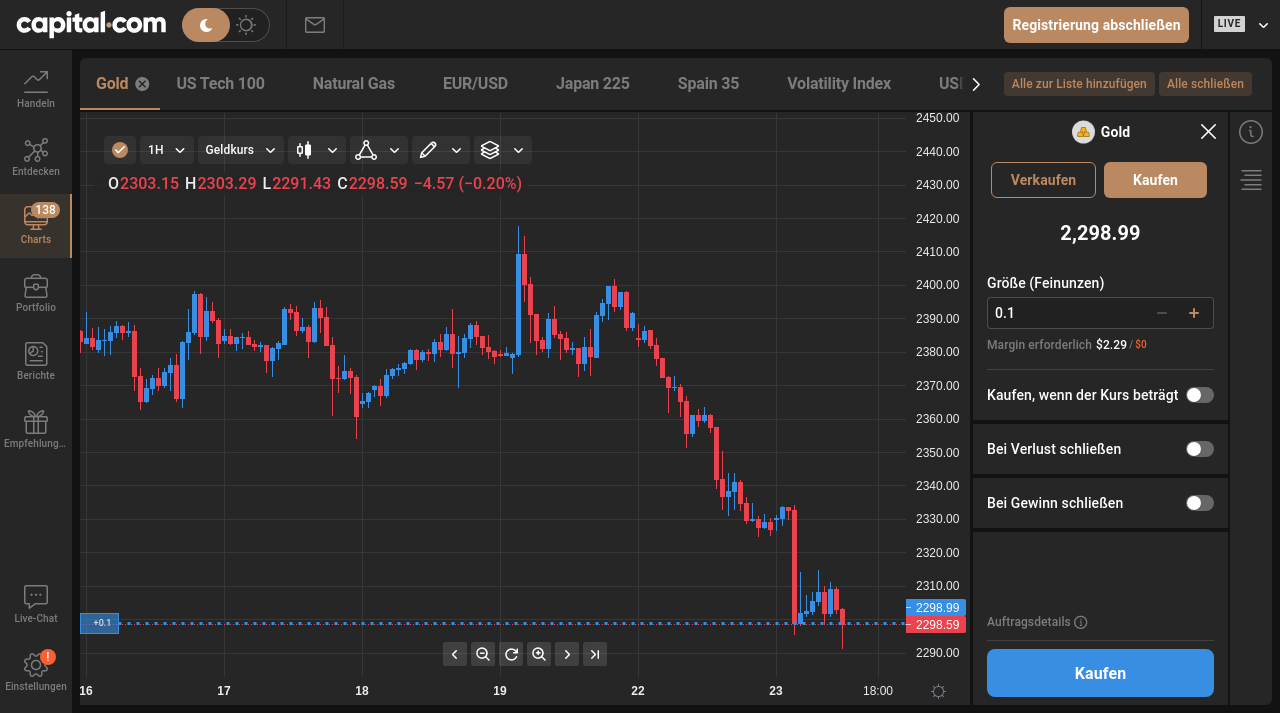 capital.com
Registrierung abschließen
LIVE
Gold
US Tech 100
Natural Gas
EUR/USD
Japan 225
Spain 35
Volatility Index
Alle zur Liste hinzufügen
Alle schließen
Handeln
Entdecken
138
Charts
Portfolio
Berichte
Empfehlung...
Live-Chat
!
Einstellungen
1H
Geldkurs
O2303.15 H2303.29 L2291.43 C2298.59 −4.57 (−0.20%)
2450.00
2440.00
2430.00
2420.00
2410.00
2400.00
2390.00
2380.00
2370.00
2360.00
2350.00
2340.00
2330.00
2320.00
2310.00
2298.99
2298.59
2290.00
+0.1
16 17 18 19 22 23 18:00
Gold
Verkaufen
Kaufen
2,298.99
Größe (Feinunzen)
0.1
Margin erforderlich $2.29 / $0
Kaufen, wenn der Kurs beträgt
Bei Verlust schließen
Bei Gewinn schließen
Auftragsdetails
Kaufen